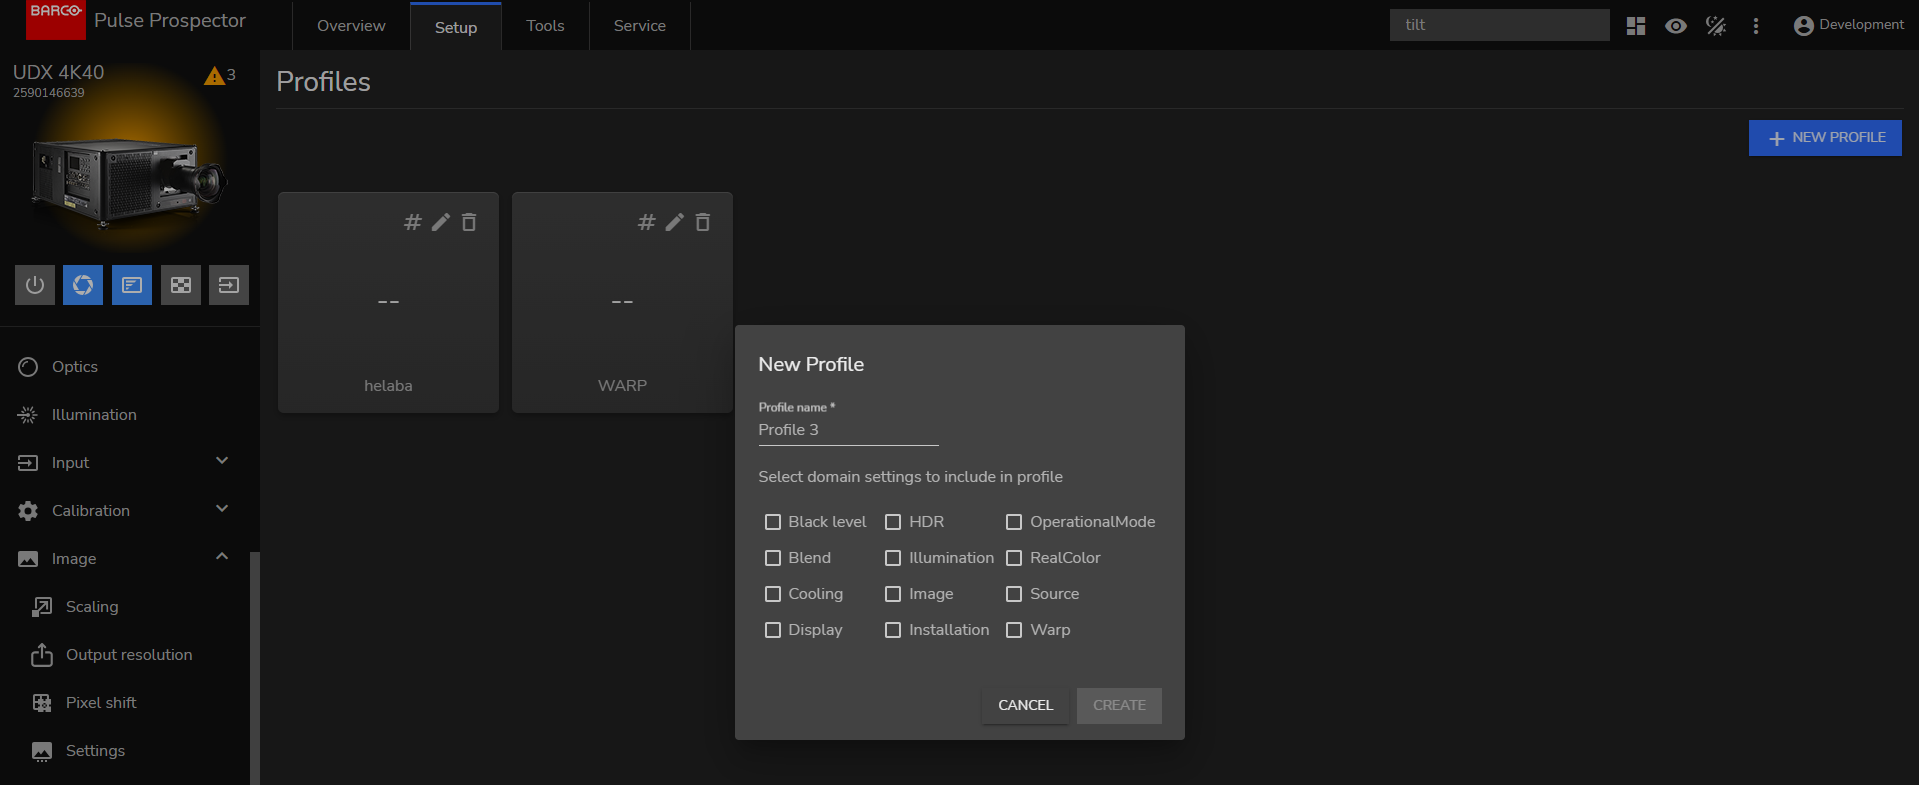 BARCO Pulse Prospector
Overview
Setup
Tools
Service
tilt
Development
UDX 4K40
3
2590146639
Profiles
NEW PROFILE
--
helaba
--
WARP
Optics
Illumination
Input
Calibration
Image
Scaling
Output resolution
Pixel shift
Settings
New Profile
Profile name *
Profile 3
Select domain settings to include in profile
Black level HDR OperationalMode
Blend Illumination RealColor
Cooling Image Source
Display Installation Warp
CANCEL CREATE